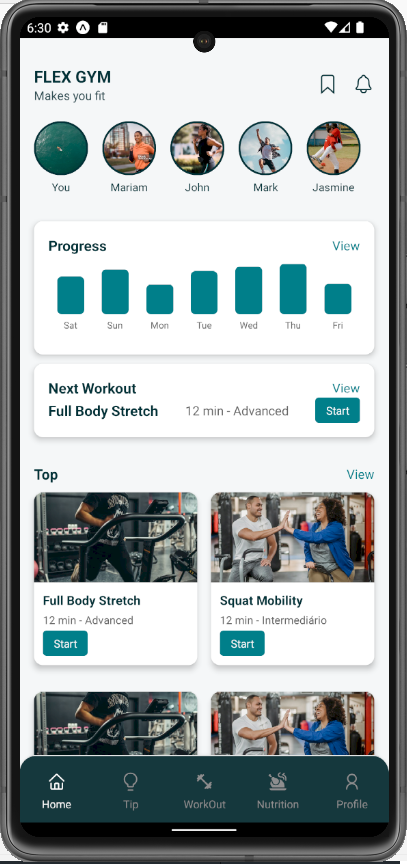 6:30
FLEX GYM
Makes you fit
You Mariam John Mark Jasmine
Progress View
Sat Sun Mon Tue Wed Thu Fri
Next Workout View
Full Body Stretch 12 min - Advanced Start
Top View
Full Body Stretch Squat Mobility
12 min - Advanced 12 min - Intermediário
Start Start
Home Tip WorkOut Nutrition Profile